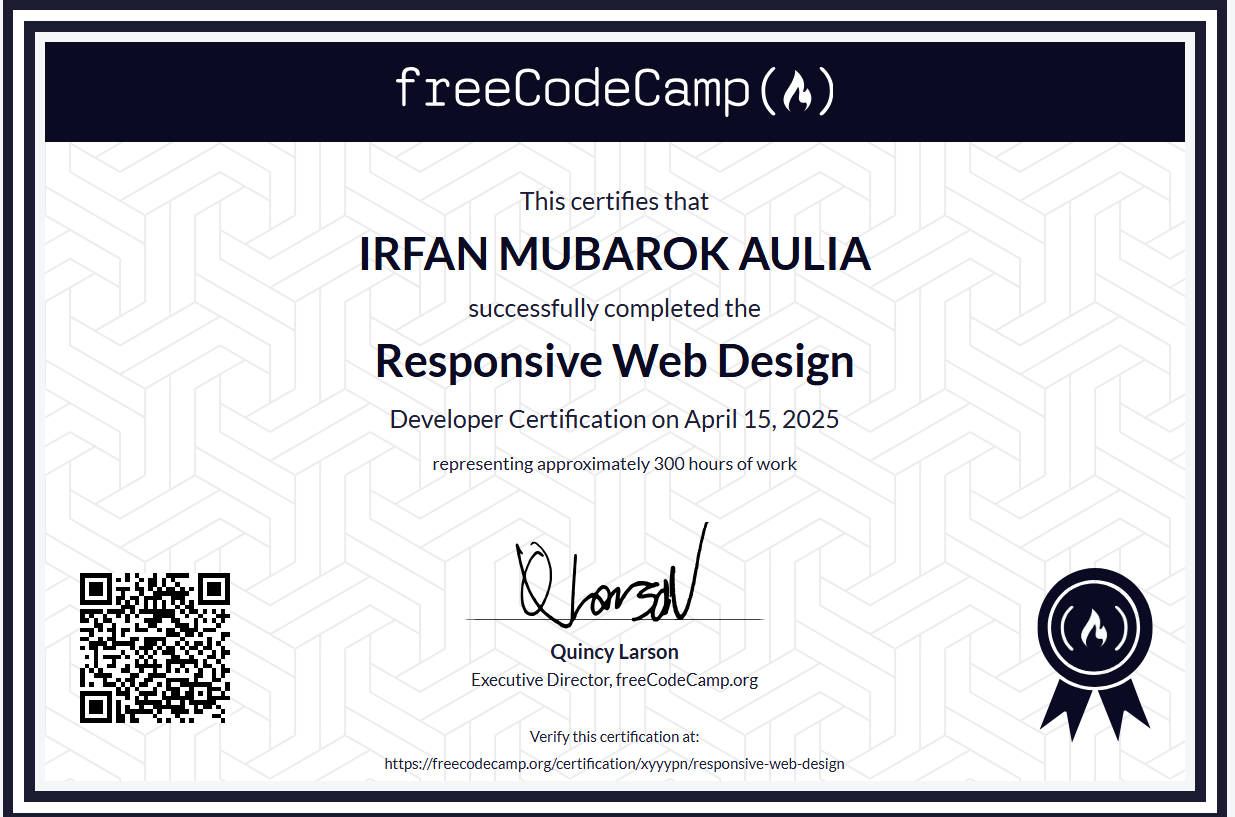 freeCodeCamp
This certifies that
IRFAN MUBAROK AULIA
successfully completed the
Responsive Web Design
Developer Certification on April 15, 2025
representing approximately 300 hours of work
Quincy Larson
Executive Director, freeCodeCamp.org
Verify this certification at:
https://freecodecamp.org/certification/xyyypn/responsive-web-design